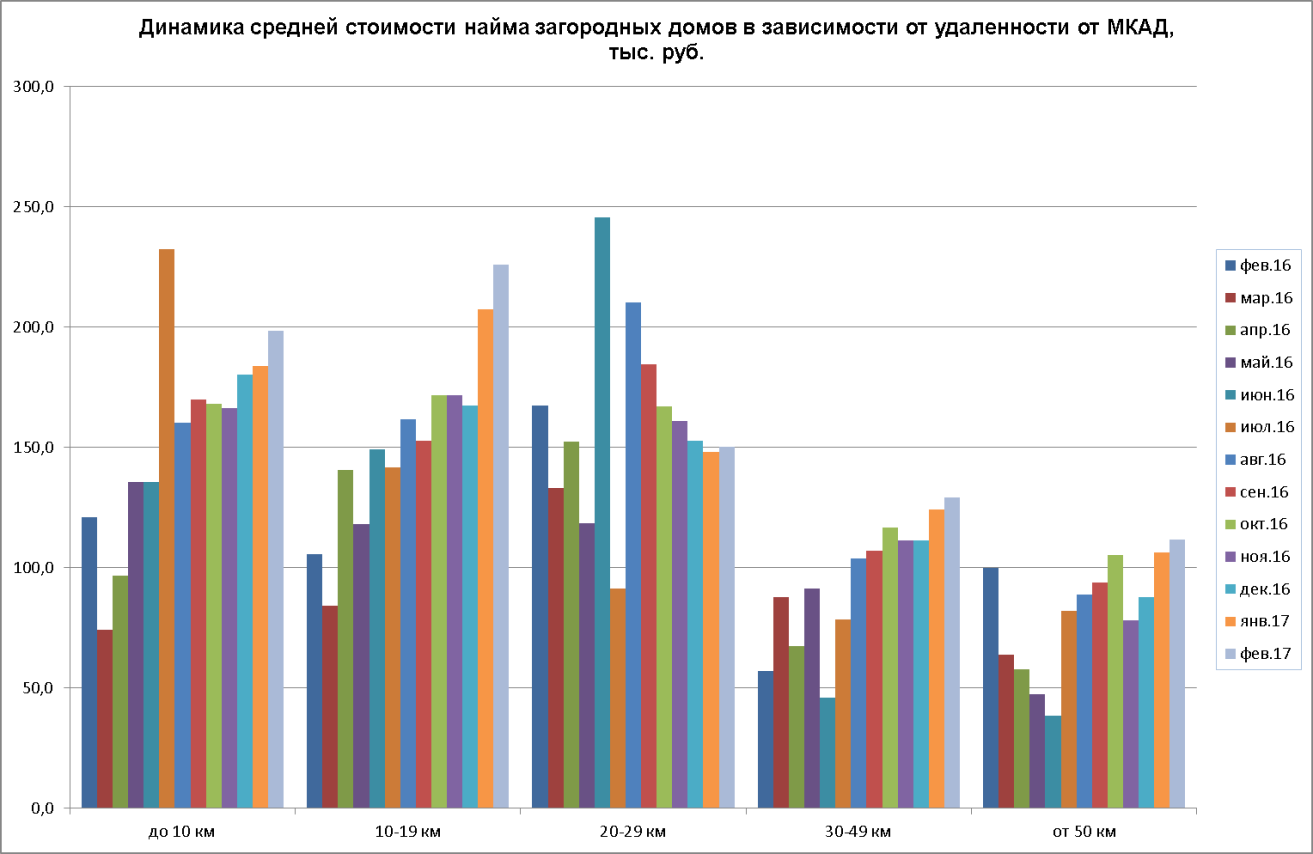 Динамика средней стоимости найма загородных домов в зависимости от удаленности от МКАД,
тыс. руб.
300,0
250,0
200,0
150,0
100,0
50,0
0,0
до 10 км
10-19 км
20-29 км
30-49 км
от 50 км
фев.16
мар.16
апр.16
май.16
июн.16
июл.16
авг.16
сен.16
окт.16
ноя.16
дек.16
янв.17
фев.17